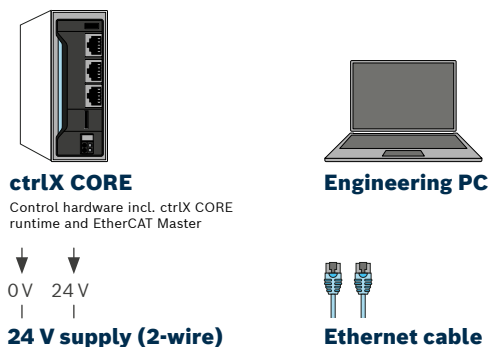 ctrlX CORE
Engineering PC
Control hardware incl. ctrlX CORE
runtime and EtherCAT Master
0 V 24 V
24 V supply (2-wire)
Ethernet cable